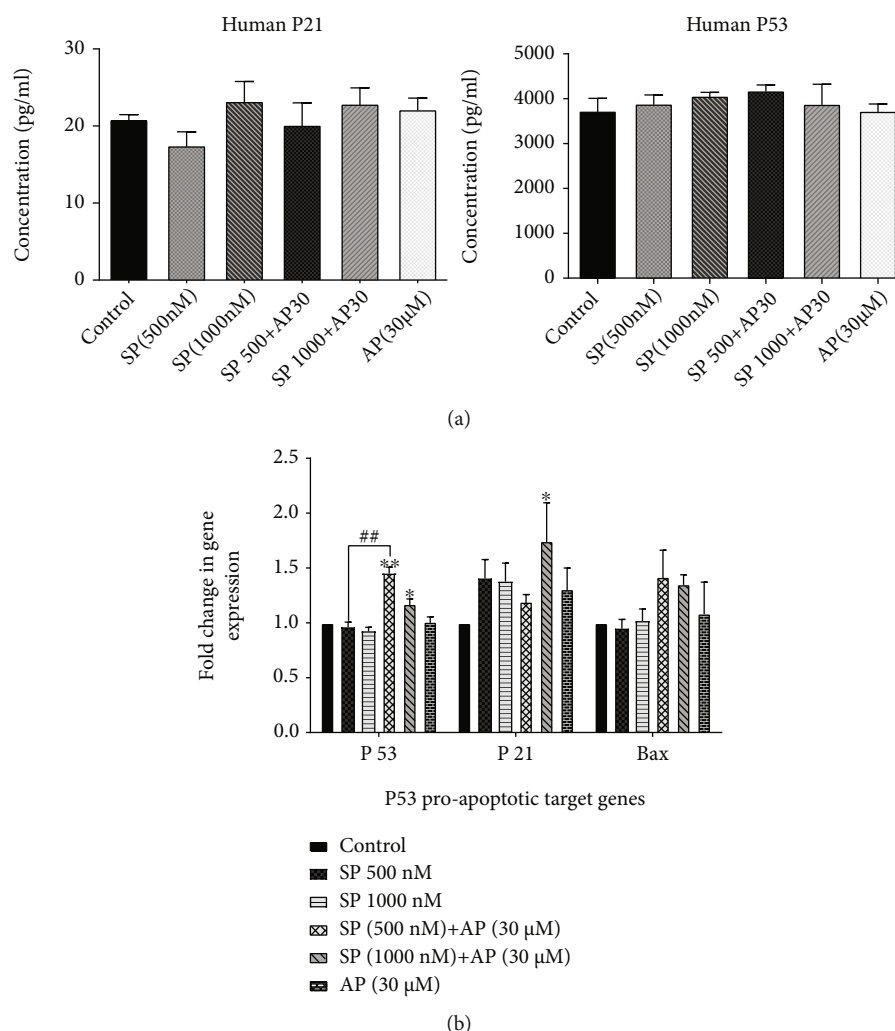 Human P21
Concentration (pg/ml)
30
20
10
0
Control
SP(500nM)
SP(1000nM)
SP 500+AP30
SP 1000+AP30
AP(30μM)
Human P53
Concentration (pg/ml)
5000
4000
3000
2000
1000
0
Control
SP(500nM)
SP(1000nM)
SP 500+AP30
SP 1000+AP30
AP(30μM)
(a)
Fold change in gene
expression
2.5
2.0
1.5
1.0
0.5
0.0
##
**
*
*
P 53
P 21
Bax
P53 pro-apoptotic target genes
Control
SP 500 nM
SP 1000 nM
SP (500 nM)+AP (30 μM)
SP (1000 nM)+AP (30 μM)
AP (30 μM)
(b)